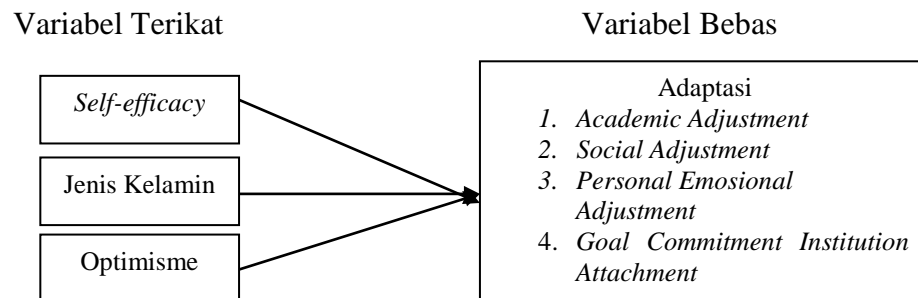 Variabel Terikat
Variabel Bebas
Self-efficacy
Jenis Kelamin
Optimisme
Adaptasi
1. Academic Adjustment
2. Social Adjustment
3. Personal Emosional
Adjustment
4. Goal Commitment Institution
Attachment